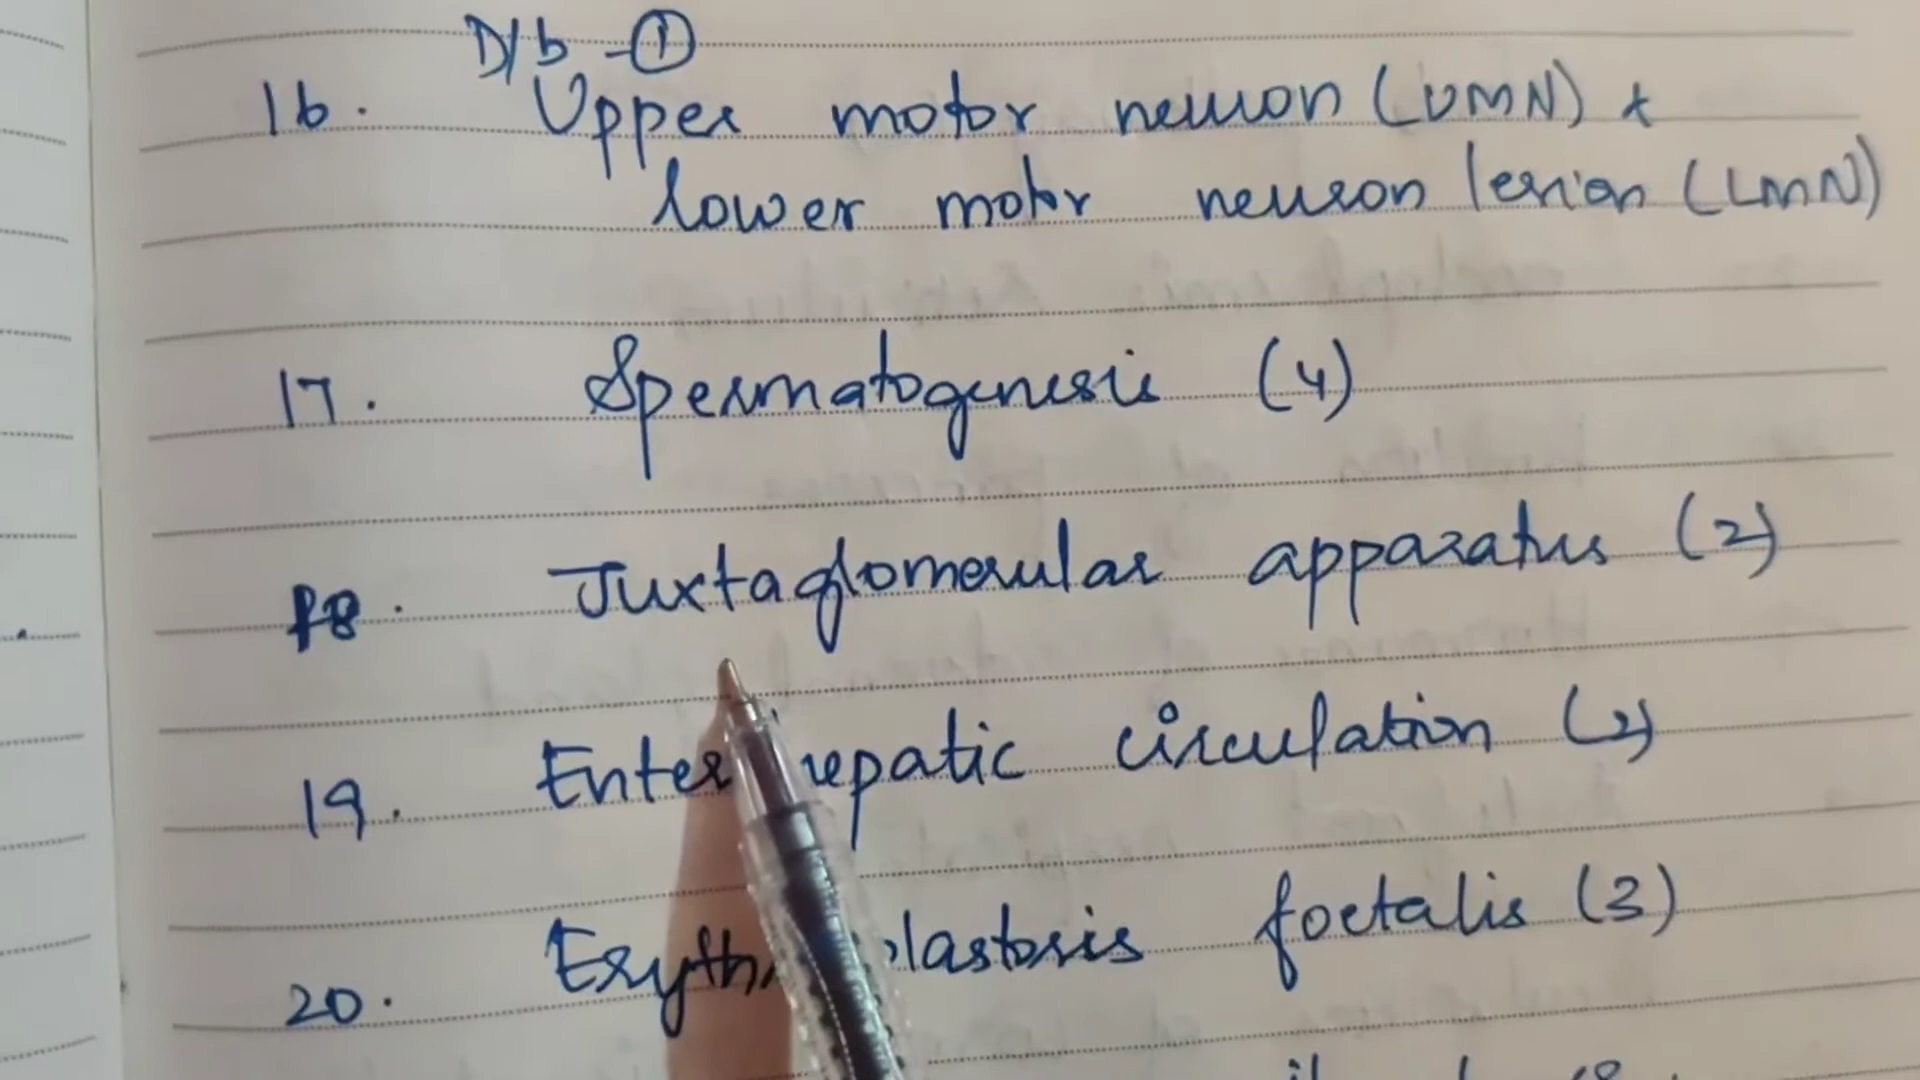 D/b - ①
16. Upper motor neuron (UMN) &
lower motor neuron lesion (LMN)
17. Spermatogenesis (4)
18. Juxtaglomerular apparatus (2)
19. Enter hepatic circulation (2)
20. Eryth lastosis foetalis (3)